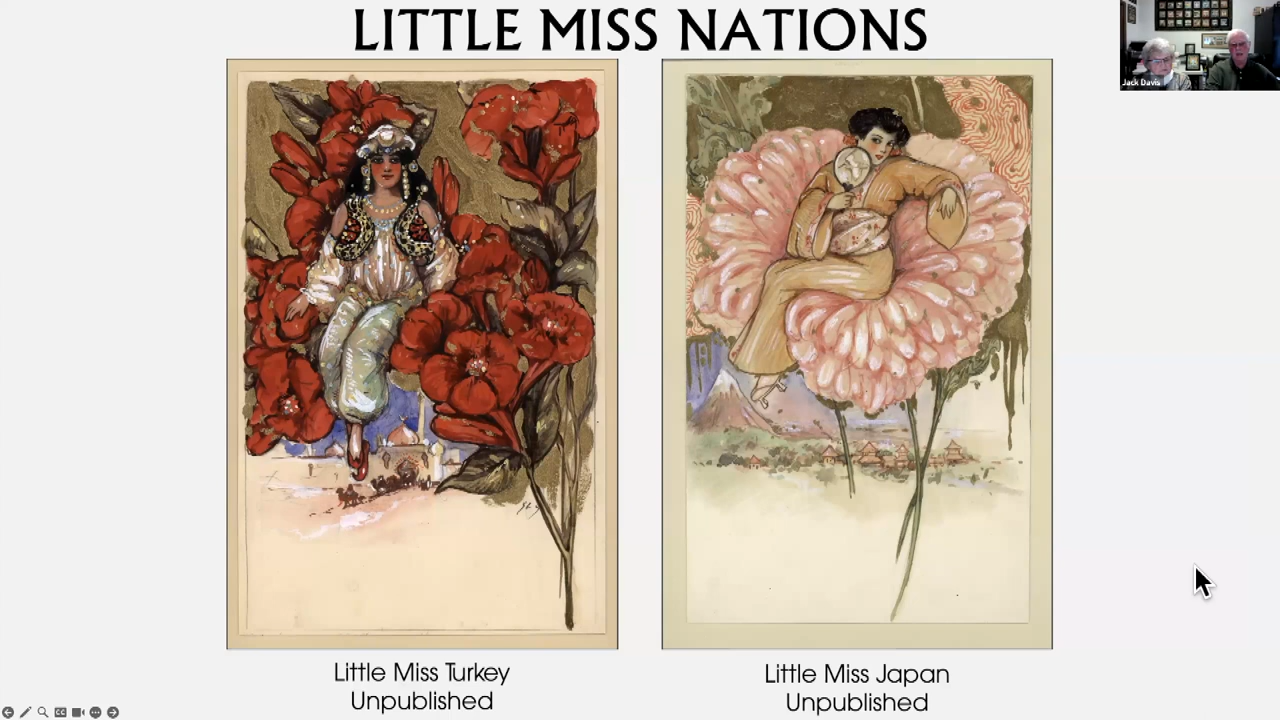 LITTLE MISS NATIONS
Jack Davis
Little Miss Turkey
Unpublished
Little Miss Japan
Unpublished